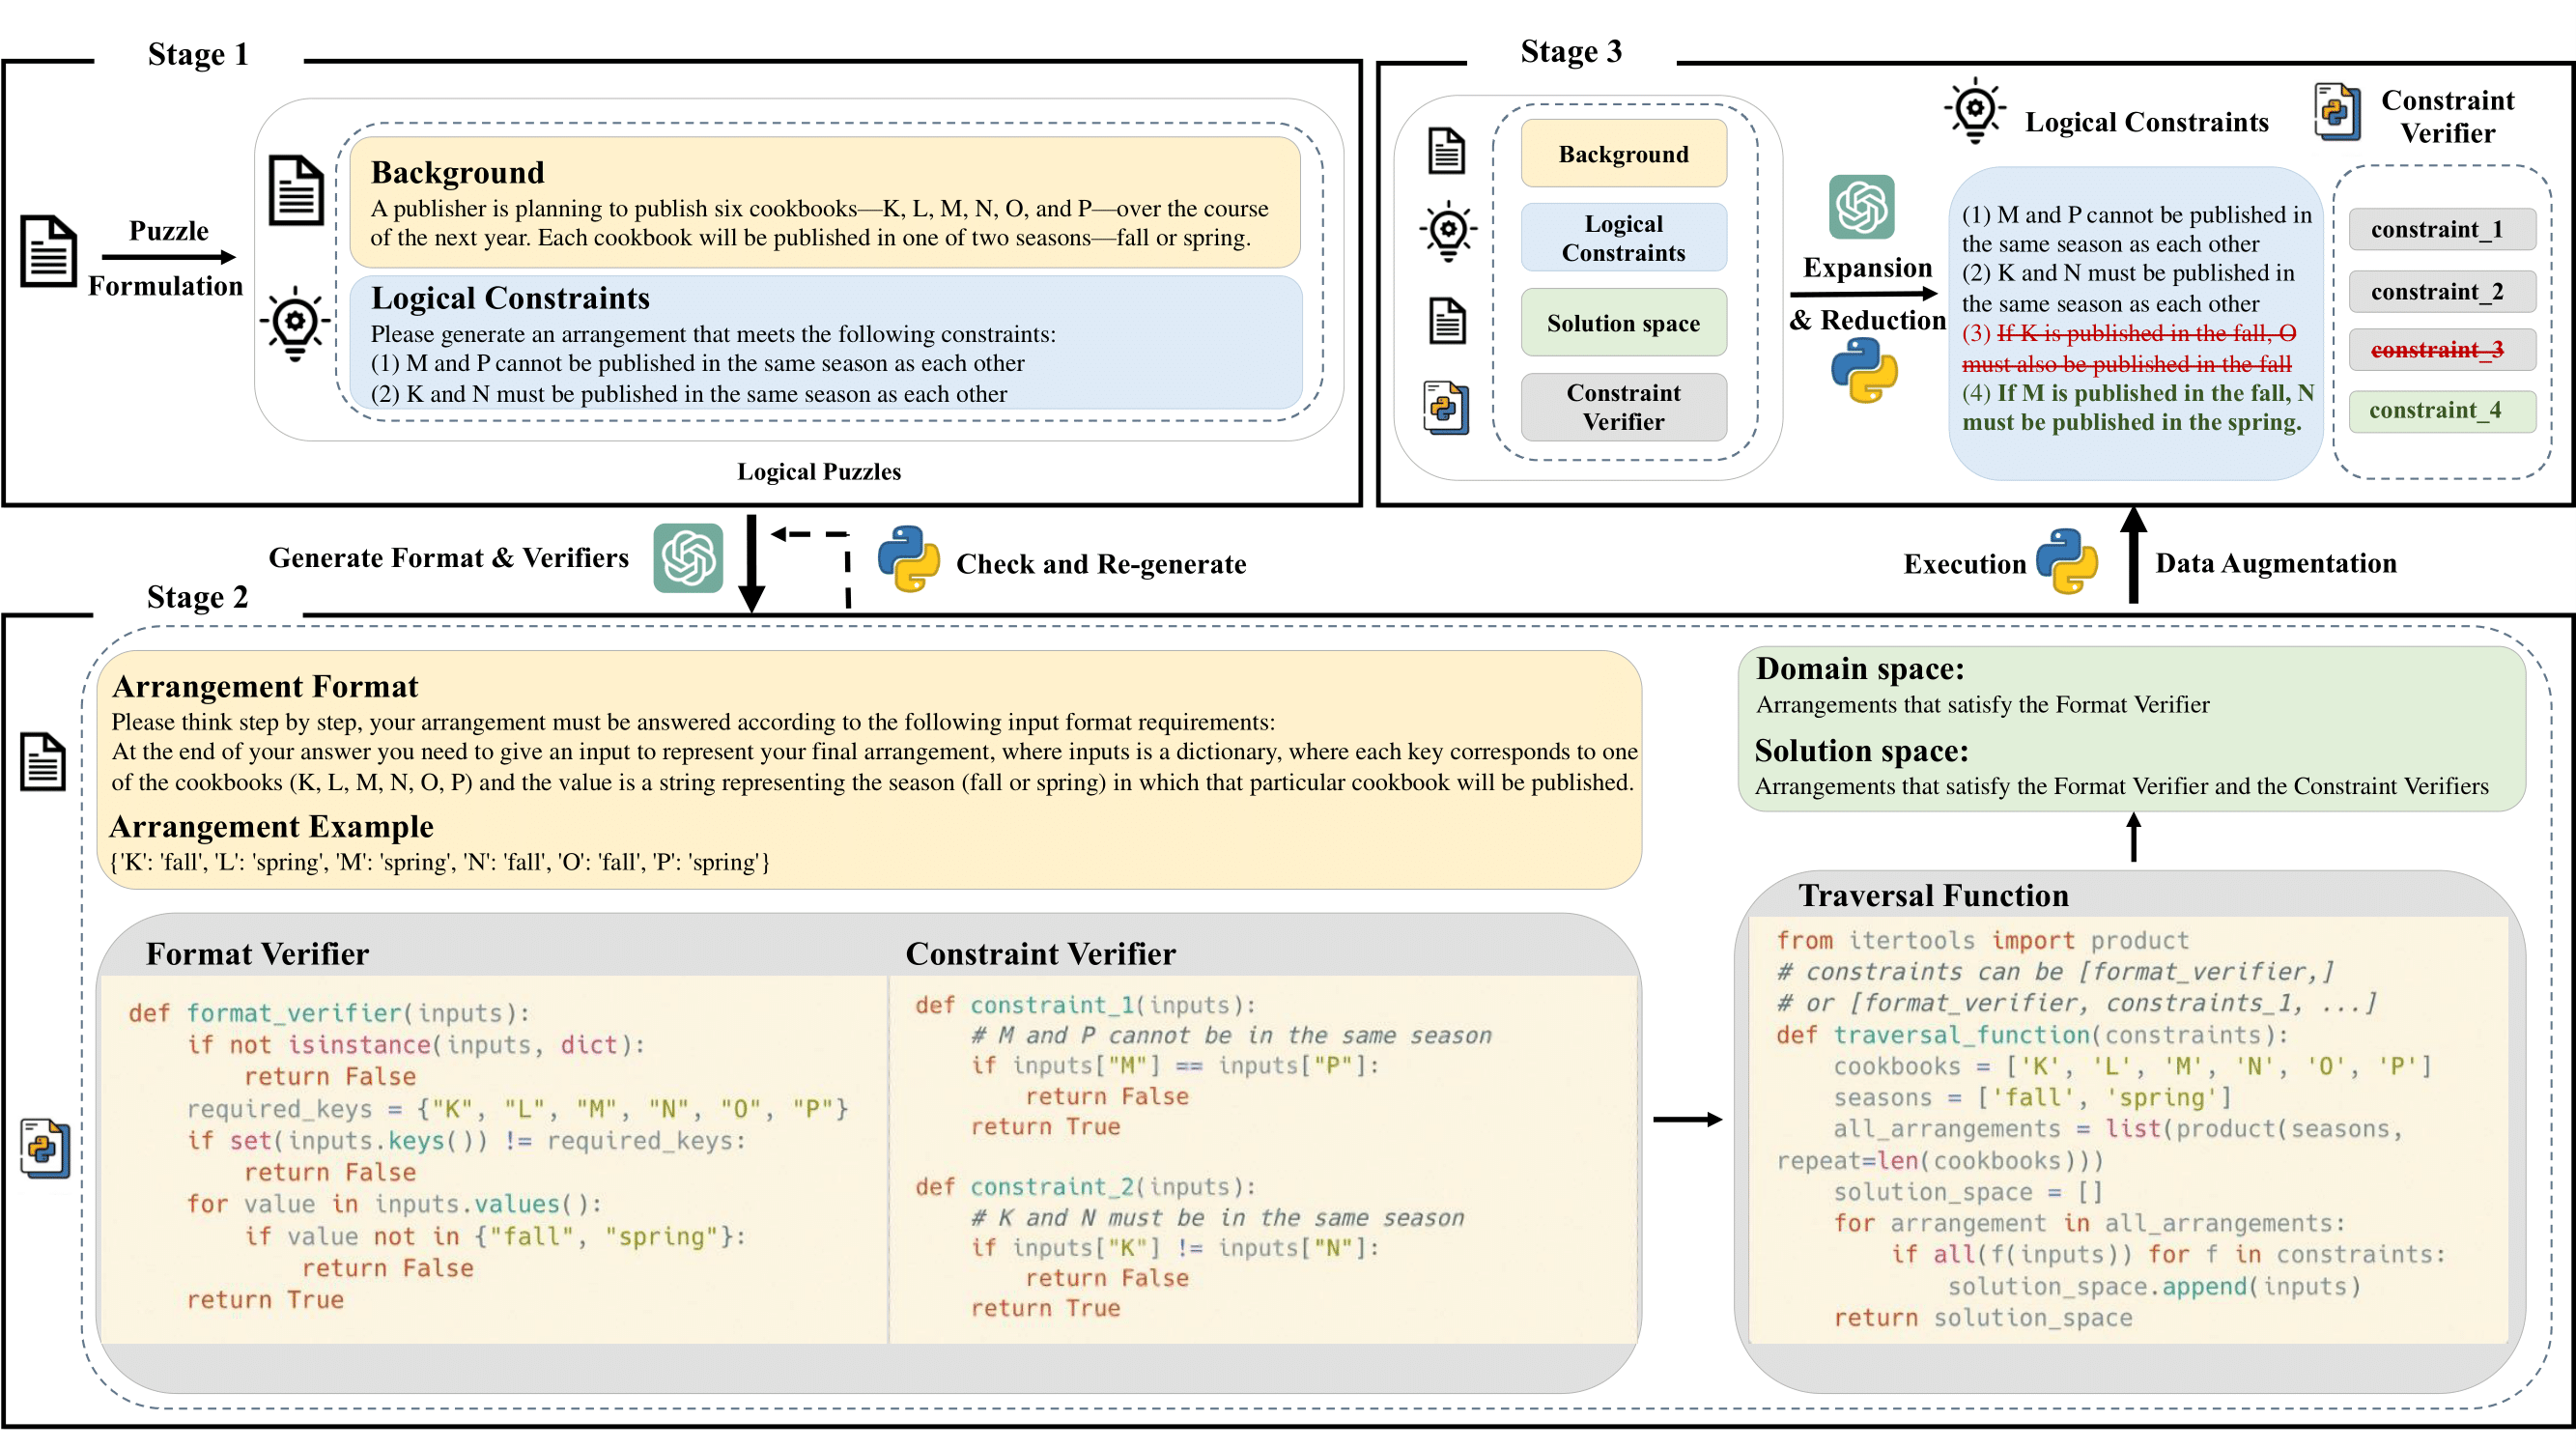 Stage 1
Puzzle
Formulation
Background
A publisher is planning to publish six cookbooks—K, L, M, N, O, and P—over the course
of the next year. Each cookbook will be published in one of two seasons—fall or spring.
Logical Constraints
Please generate an arrangement that meets the following constraints:
(1) M and P cannot be published in the same season as each other
(2) K and N must be published in the same season as each other
Logical Puzzles
Stage 3
Background
Logical
Constraints
Solution space
Constraint
Verifier
Expansion
& Reduction
Logical Constraints
(1) M and P cannot be published in
the same season as each other
(2) K and N must be published in
the same season as each other
(3) If K is published in the fall, O
must also be published in the fall
(4) If M is published in the fall, N
must be published in the spring.
Constraint
Verifier
constraint_1
constraint_2
constraint_3
constraint_4
Generate Format & Verifiers
Check and Re-generate
Execution
Data Augmentation
Stage 2
Arrangement Format
Please think step by step, your arrangement must be answered according to the following input format requirements:
At the end of your answer you need to give an input to represent your final arrangement, where inputs is a dictionary, where each key corresponds to one
of the cookbooks (K, L, M, N, O, P) and the value is a string representing the season (fall or spring) in which that particular cookbook will be published.
Arrangement Example
{'K': 'fall', 'L': 'spring', 'M': 'spring', 'N': 'fall', 'O': 'fall', 'P': 'spring'}
Format Verifier
def format_verifier(inputs):
    if not isinstance(inputs, dict):
        return False
    required_keys = {"K", "L", "M", "N", "O", "P"}
    if set(inputs.keys()) != required_keys:
        return False
    for value in inputs.values():
        if value not in {"fall", "spring"}:
            return False
    return True
Constraint Verifier
def constraint_1(inputs):
    # M and P cannot be in the same season
    if inputs["M"] == inputs["P"]:
        return False
    return True
def constraint_2(inputs):
    # K and N must be in the same season
    if inputs["K"] != inputs["N"]:
        return False
    return True
Domain space:
Arrangements that satisfy the Format Verifier
Solution space:
Arrangements that satisfy the Format Verifier and the Constraint Verifiers
Traversal Function
from itertools import product
# constraints can be [format_verifier,]
# or [format_verifier, constraints_1, ...]
def traversal_function(constraints):
    cookbooks = ['K', 'L', 'M', 'N', 'O', 'P']
    seasons = ['fall', 'spring']
    all_arrangements = list(product(seasons,
repeat=len(cookbooks)))
    solution_space = []
    for arrangement in all_arrangements:
        if all(f(inputs)) for f in constraints:
            solution_space.append(inputs)
    return solution_space